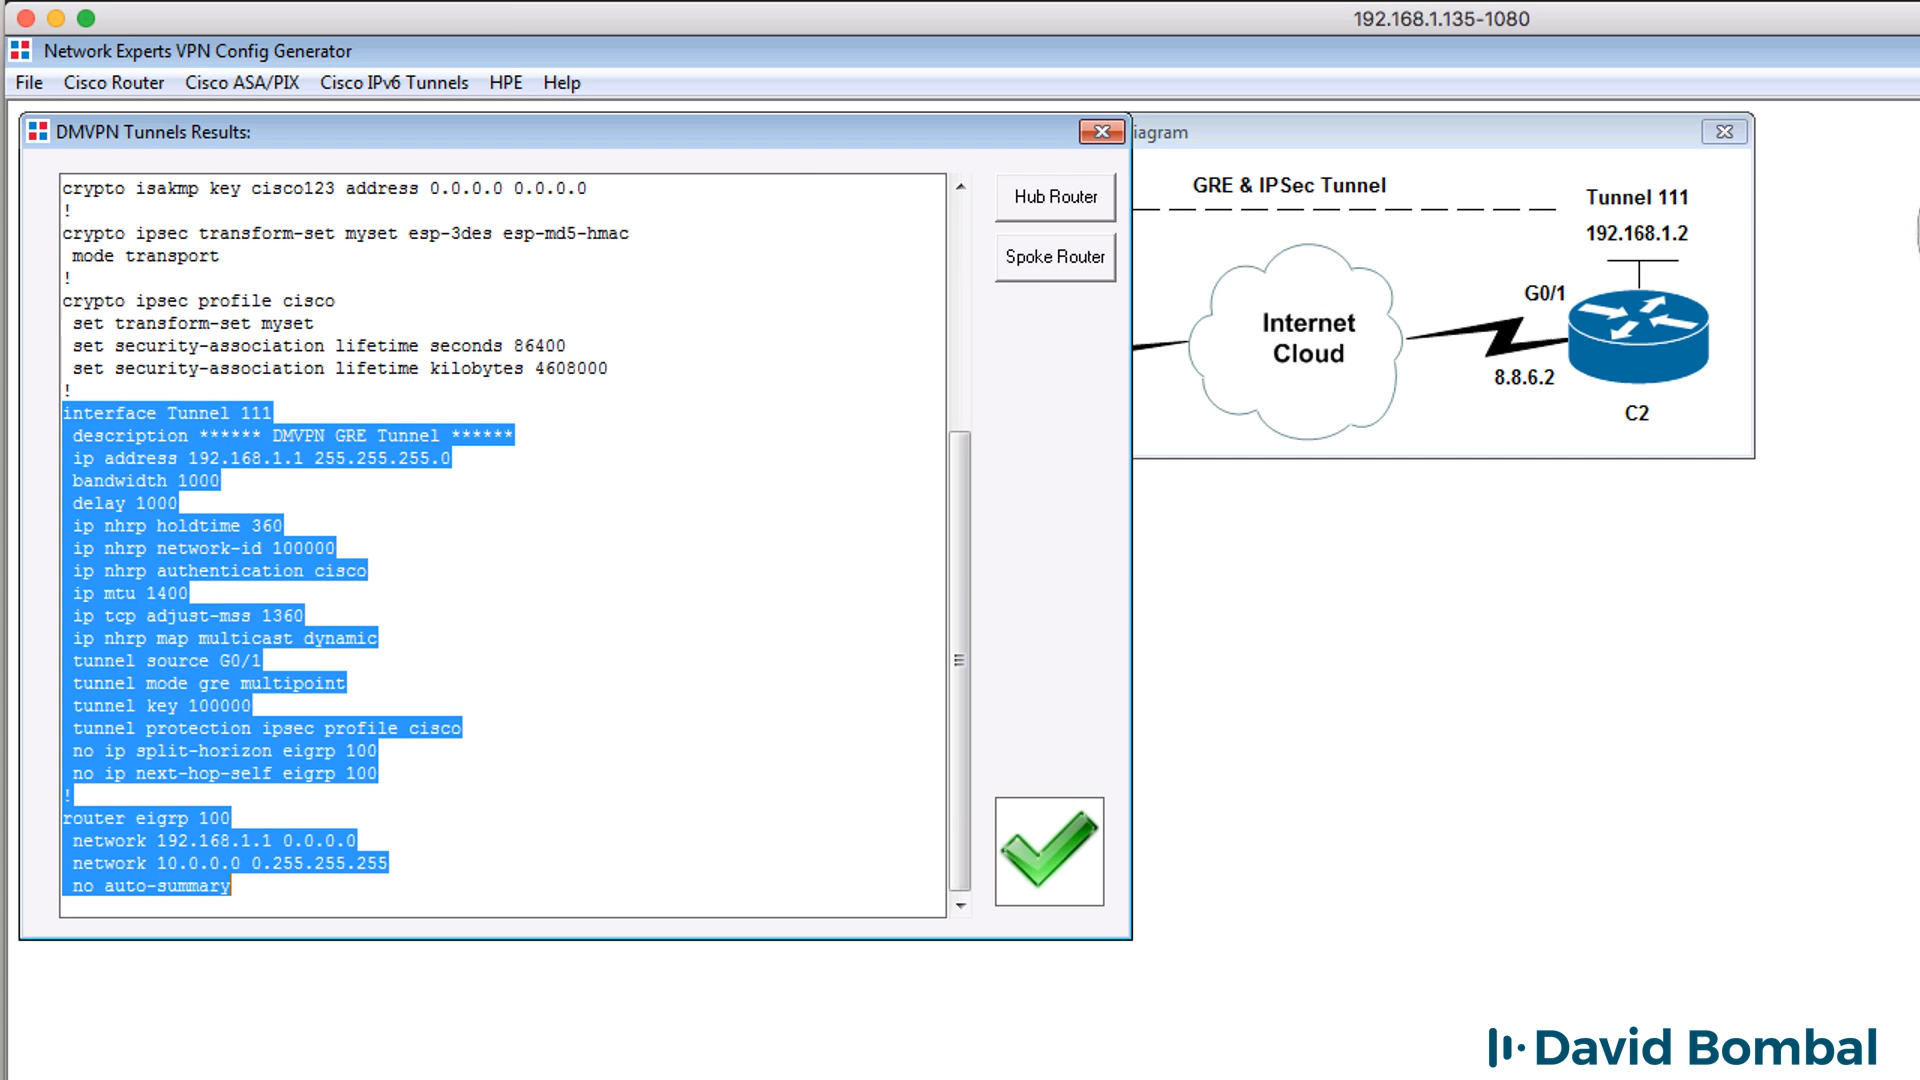 192.168.1.135-1080
Network Experts VPN Config Generator
File Cisco Router Cisco ASA/PIX Cisco IPv6 Tunnels HPE Help
DMVPN Tunnels Results:
iagram
crypto isakmp key cisco123 address 0.0.0.0 0.0.0.0
!
crypto ipsec transform-set myset esp-3des esp-md5-hmac
mode transport
!
crypto ipsec profile cisco
set transform-set myset
set security-association lifetime seconds 86400
set security-association lifetime kilobytes 4608000
!
interface Tunnel 111
description ****** DMVPN GRE Tunnel ******
ip address 192.168.1.1 255.255.255.0
bandwidth 1000
delay 1000
ip nhrp holdtime 360
ip nhrp network-id 100000
ip nhrp authentication cisco
ip mtu 1400
ip tcp adjust-mss 1360
ip nhrp map multicast dynamic
tunnel source G0/1
tunnel mode gre multipoint
tunnel key 100000
tunnel protection ipsec profile cisco
no ip split-horizon eigrp 100
no ip next-hop-self eigrp 100
!
router eigrp 100
network 192.168.1.1 0.0.0.0
network 10.0.0.0 0.255.255.255
no auto-summary
Hub Router
Spoke Router
GRE & IPSec Tunnel
Tunnel 111
192.168.1.2
G0/1
Internet
Cloud
8.8.6.2
C2
David Bombal